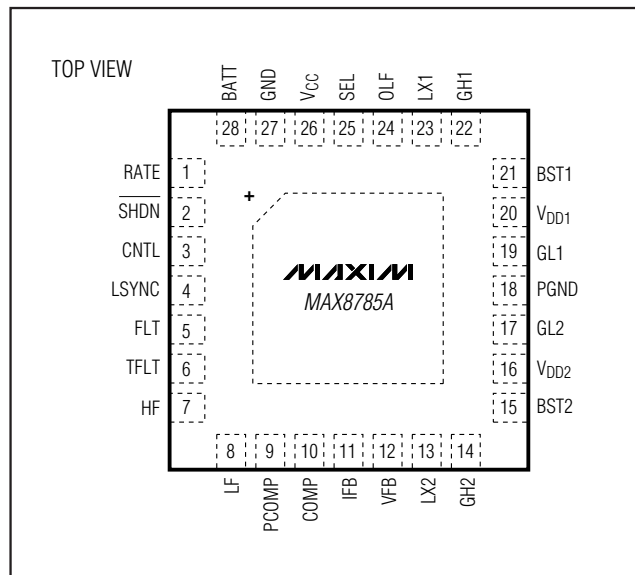 TOP VIEW
BATT
GND
VCC
SEL
OLF
LX1
GH1
28
27
26
25
24
23
22
RATE 1
SHDN 2
CNTL 3
LSYNC 4
FLT 5
TFLT 6
HF 7
+
MAXIM
MAX8785A
21 BST1
20 VDD1
19 GL1
18 PGND
17 GL2
16 VDD2
15 BST2
8
9
10
11
12
13
14
LF
PCOMP
COMP
IFB
VFB
LX2
GH2